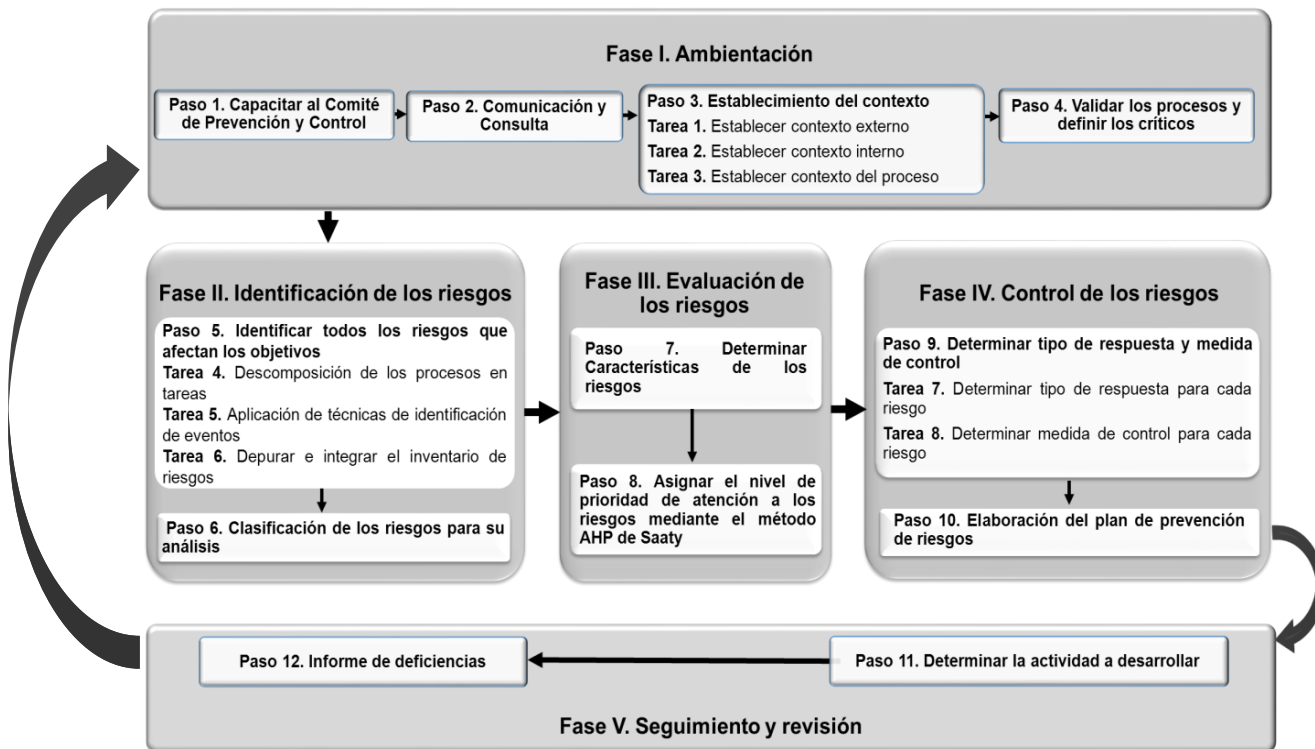 Fase I. Ambientación
Paso 1. Capacitar al Comité
de Prevención y Control
Paso 2. Comunicación y
Consulta
Paso 3. Establecimiento del contexto
Tarea 1. Establecer contexto externo
Tarea 2. Establecer contexto interno
Tarea 3. Establecer contexto del proceso
Paso 4. Validar los procesos y
definir los críticos
Fase II. Identificación de los riesgos
Paso 5. Identificar todos los riesgos que
afectan los objetivos
Tarea 4. Descomposición de los procesos en
tareas
Tarea 5. Aplicación de técnicas de identificación
de eventos
Tarea 6. Depurar e integrar el inventario de
riesgos
Paso 6. Clasificación de los riesgos para su
análisis
Fase III. Evaluación de
los riesgos
Paso 7. Determinar
Características de los
riesgos
Paso 8. Asignar el nivel de
prioridad de atención a los
riesgos mediante el método
AHP de Saaty
Fase IV. Control de los riesgos
Paso 9. Determinar tipo de respuesta y medida
de control
Tarea 7. Determinar tipo de respuesta para cada
riesgo
Tarea 8. Determinar medida de control para cada
riesgo
Paso 10. Elaboración del plan de prevención
de riesgos
Paso 12. Informe de deficiencias
Paso 11. Determinar la actividad a desarrollar
Fase V. Seguimiento y revisión